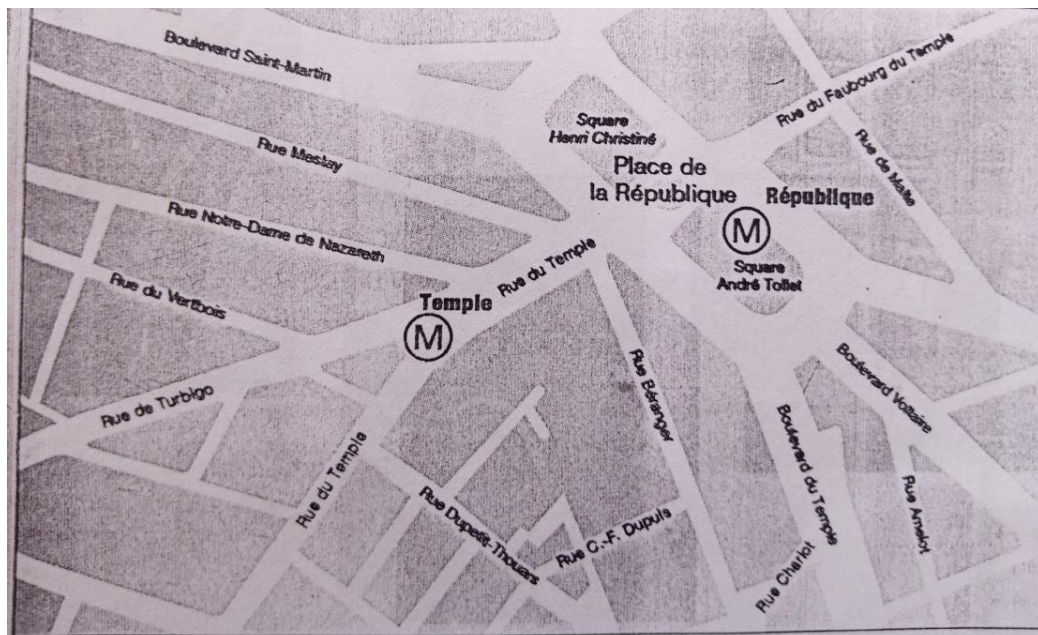 Boulevard Saint-Martin
Rue du Faubourg du Temple
Square
Henri Christiné
Rue Meslay
Place de
la République
République
M
Rue de Malte
Rue Notre-Dame de Nazareth
Rue du Temple
Square
André Tollet
Rue du Vertbois
Temple
M
Rue de Turbigo
Rue Béranger
Boulevard Voltaire
Rue du Temple
Boulevard du Temple
Rue Dupetit-Thouars
Rue C.-F. Dupuis
Rue Charlot
Rue Amelot